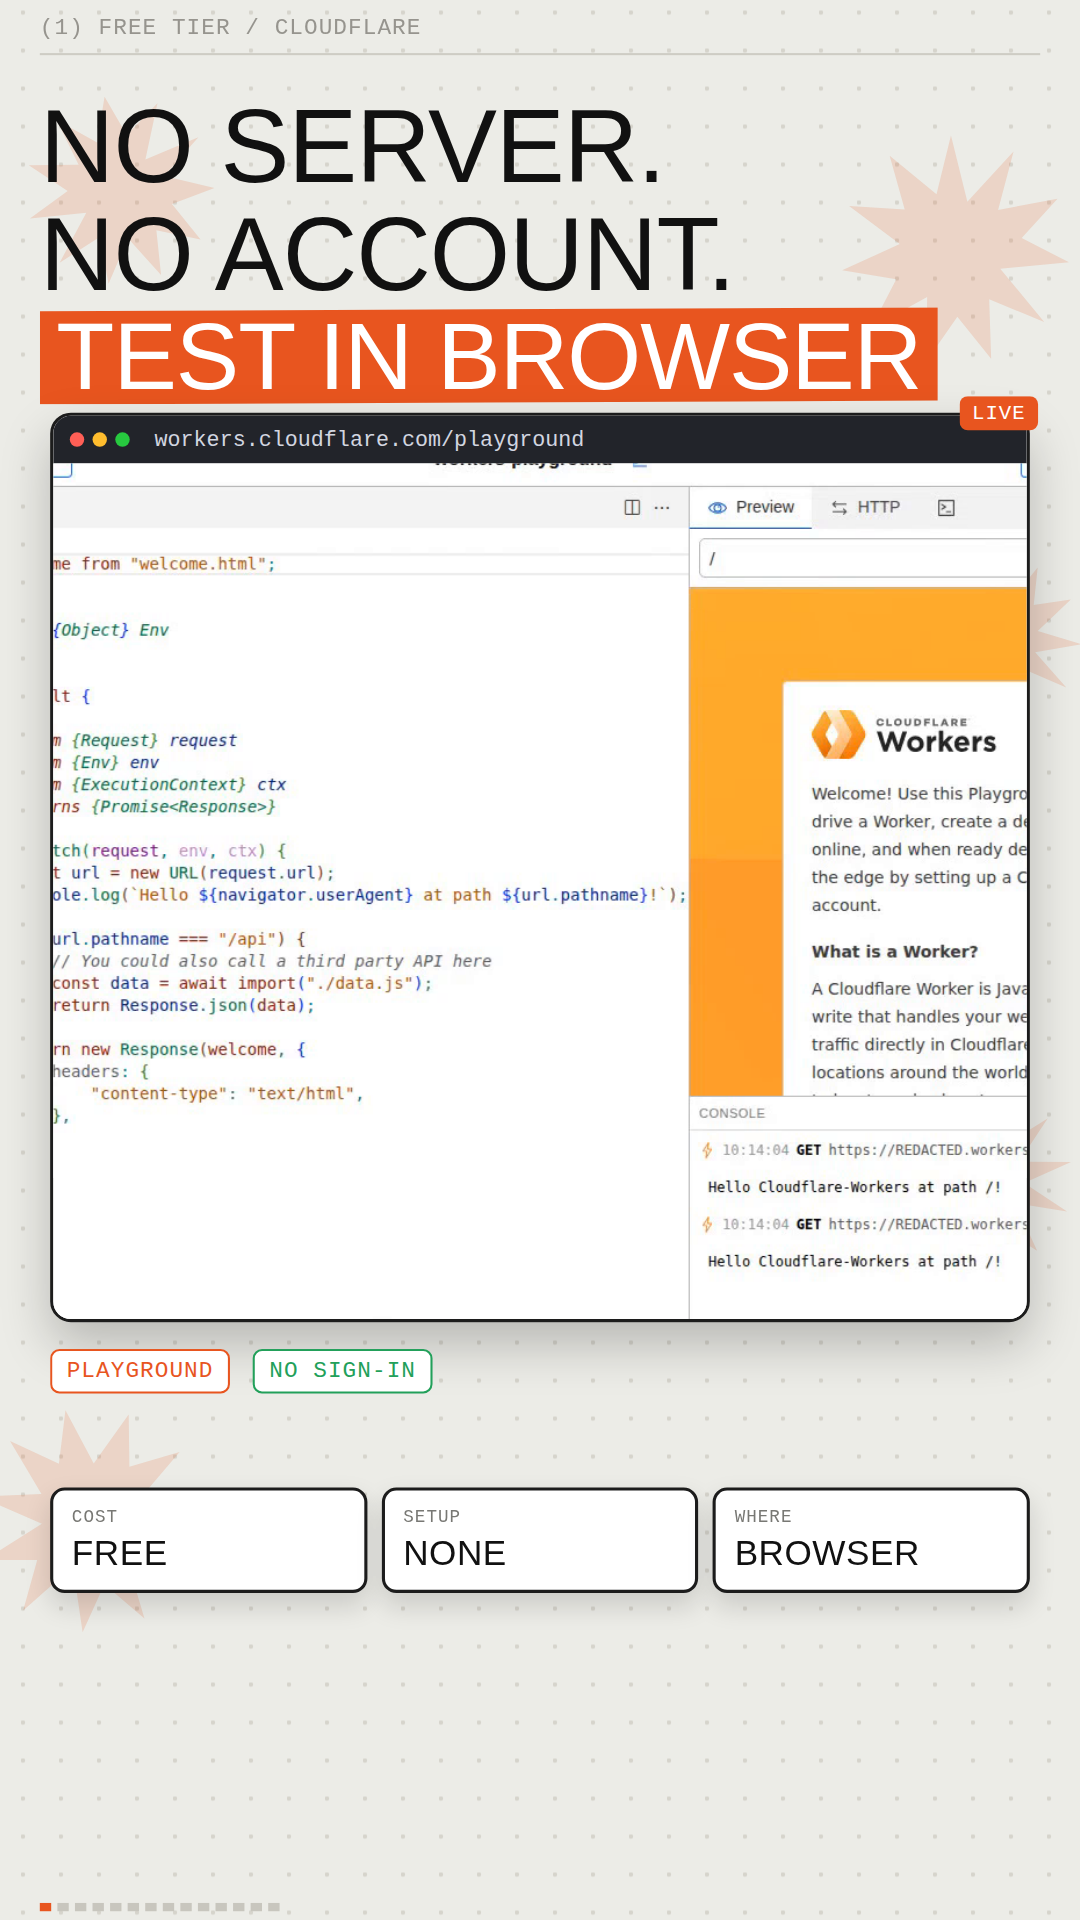 (1) FREE TIER / CLOUDFLARE
NO SERVER.
NO ACCOUNT.
TEST IN BROWSER
LIVE
workers.cloudflare.com/playground
Preview
HTTP
/
me from "welcome.html";
{Object} Env
lt {
m {Request} request
m {Env} env
m {ExecutionContext} ctx
rns {Promise<Response>}
tch(request, env, ctx) {
t url = new URL(request.url);
ole.log(`Hello ${navigator.userAgent} at path ${url.pathname}!`);
url.pathname === "/api") {
// You could also call a third party API here
const data = await import("./data.js");
return Response.json(data);
rn new Response(welcome, {
headers: {
"content-type": "text/html",
},
CLOUDFLARE
Workers
Welcome! Use this Playgro
drive a Worker, create a de
online, and when ready de
the edge by setting up a C
account.
What is a Worker?
A Cloudflare Worker is Java
write that handles your we
traffic directly in Cloudflare
locations around the world
CONSOLE
10:14:04 GET https://REDACTED.workers
Hello Cloudflare-Workers at path /!
10:14:04 GET https://REDACTED.workers
Hello Cloudflare-Workers at path /!
PLAYGROUND
NO SIGN-IN
COST
FREE
SETUP
NONE
WHERE
BROWSER